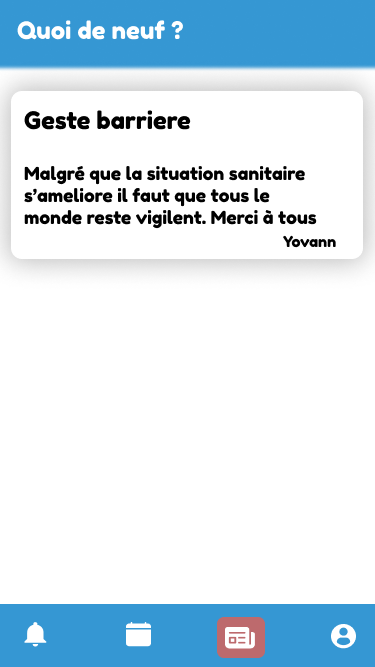 Quoi de neuf ?
Geste barriere
Malgré que la situation sanitaire
s’ameliore il faut que tous le
monde reste vigilent. Merci à tous
Yovann